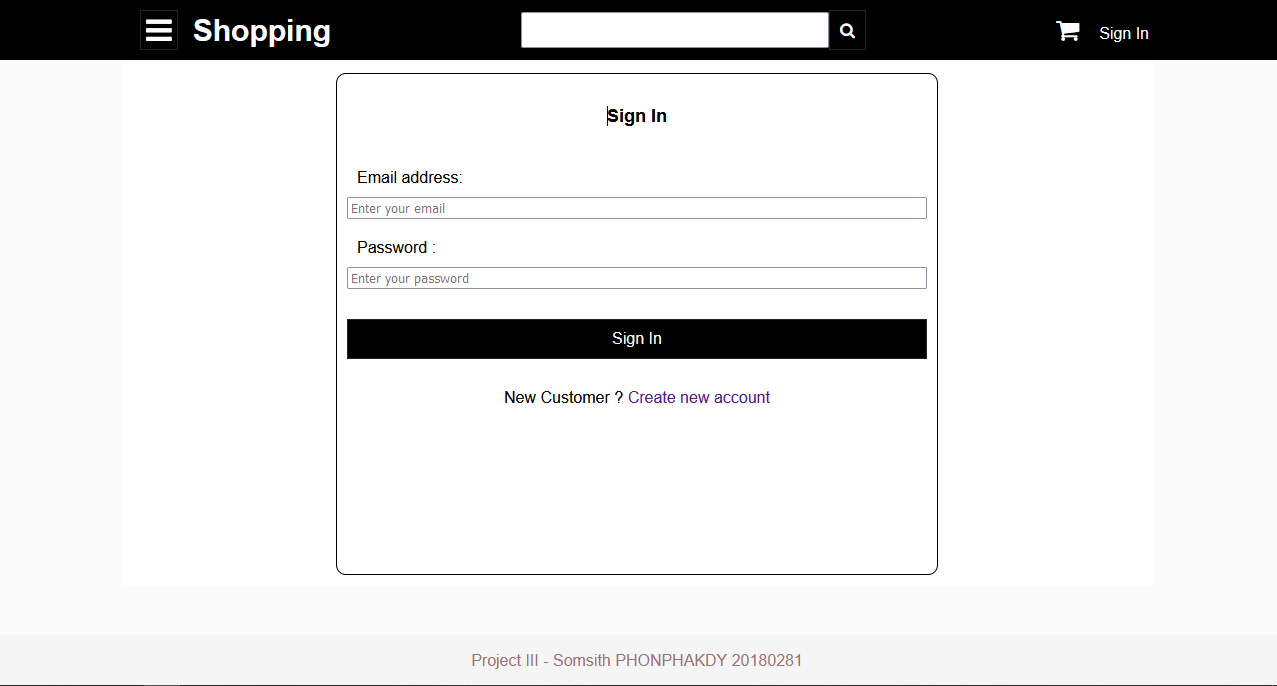 Shopping
Sign In
Sign In
Email address:
Enter your email
Password :
Enter your password
Sign In
New Customer ? Create new account
Project III - Somsith PHONPHAKDY 20180281